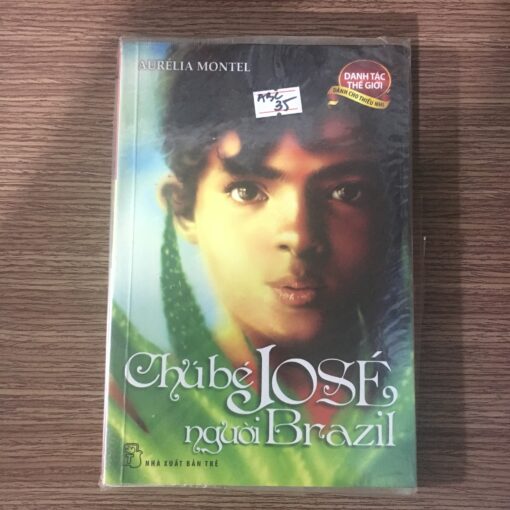 AURÉLIA MONTEL
DANH TÁC
THẾ GIỚI
DÀNH CHO THIẾU NHI
35
Chú bé JOSÉ
người Brazil
NHÀ XUẤT BẢN TRẺ